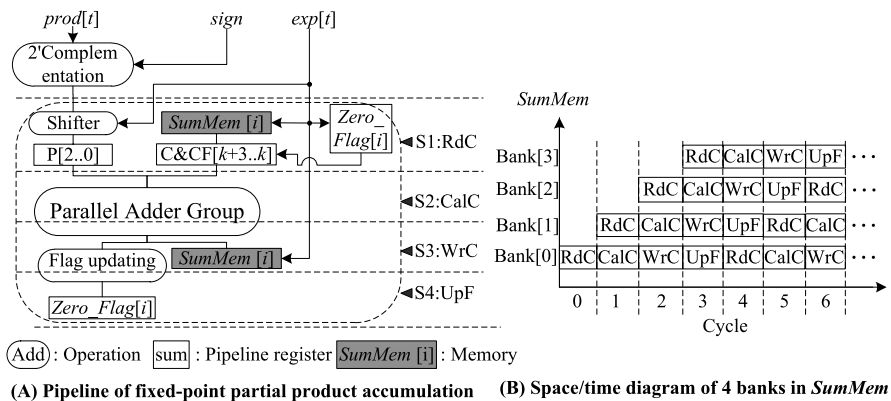 prod[t] sign exp[t]
2'Complem
entation
Shifter
SumMem [i]
Zero_
Flag[i]
S1:RdC
P[2..0]
C&CF[k+3..k]
S2:CalC
Parallel Adder Group
S3:WrC
Flag updating
SumMem [i]
S4:UpF
Zero_Flag[i]
Add : Operation sum : Pipeline register SumMem [i] : Memory
(A) Pipeline of fixed-point partial product accumulation
SumMem
Bank[3] RdC CalC WrC UpF ···
Bank[2] RdC CalC WrC UpF RdC ···
Bank[1] RdC CalC WrC UpF RdC CalC ···
Bank[0] RdC CalC WrC UpF RdC CalC WrC ···
0 1 2 3 4 5 6
Cycle
(B) Space/time diagram of 4 banks in SumMem